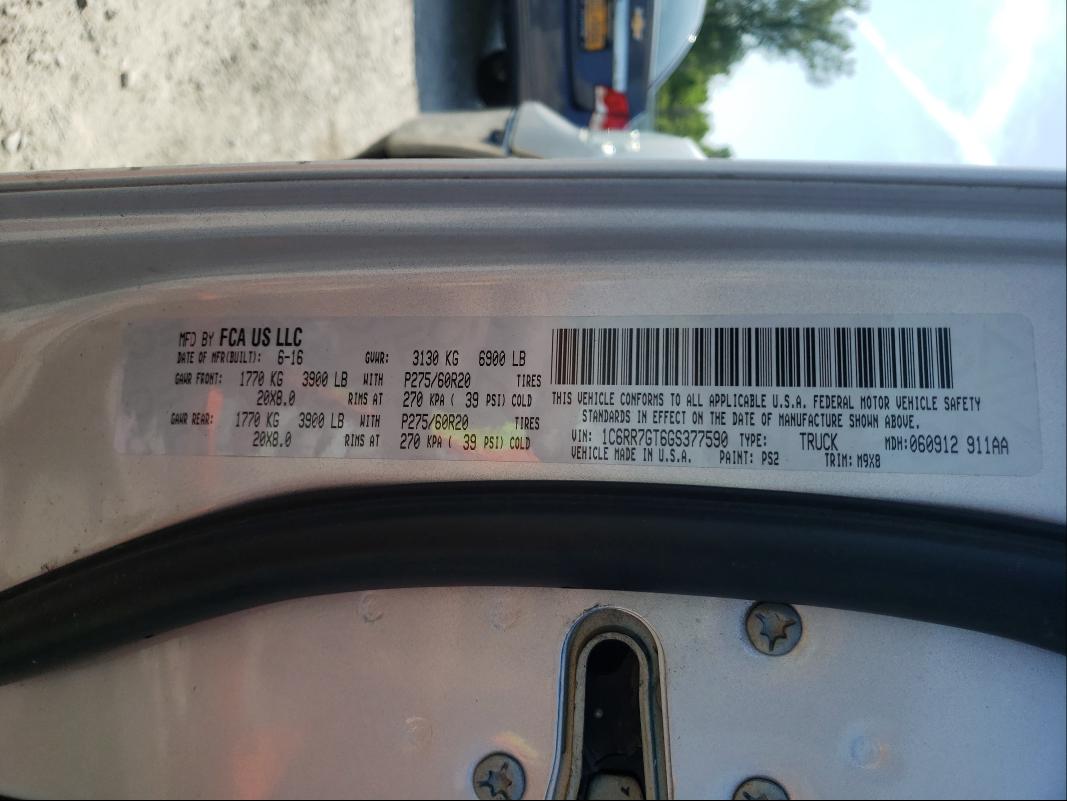 MFD BY FCA US LLC
DATE OF MFR(BUILT): 6-16 GVWR: 3130 KG 6900 LB
GAWR FRONT: 1770 KG 3900 LB WITH P275/60R20 TIRES
20X8.0 RIMS AT 270 KPA ( 39 PSI) COLD
GAWR REAR: 1770 KG 3900 LB WITH P275/60R20 TIRES
20X8.0 RIMS AT 270 KPA ( 39 PSI) COLD
THIS VEHICLE CONFORMS TO ALL APPLICABLE U.S.A. FEDERAL MOTOR VEHICLE SAFETY
STANDARDS IN EFFECT ON THE DATE OF MANUFACTURE SHOWN ABOVE.
VIN: 1C6RR7GT6GS377590 TYPE: TRUCK MDH:060912 911AA
VEHICLE MADE IN U.S.A. PAINT: PS2 TRIM: M9X8